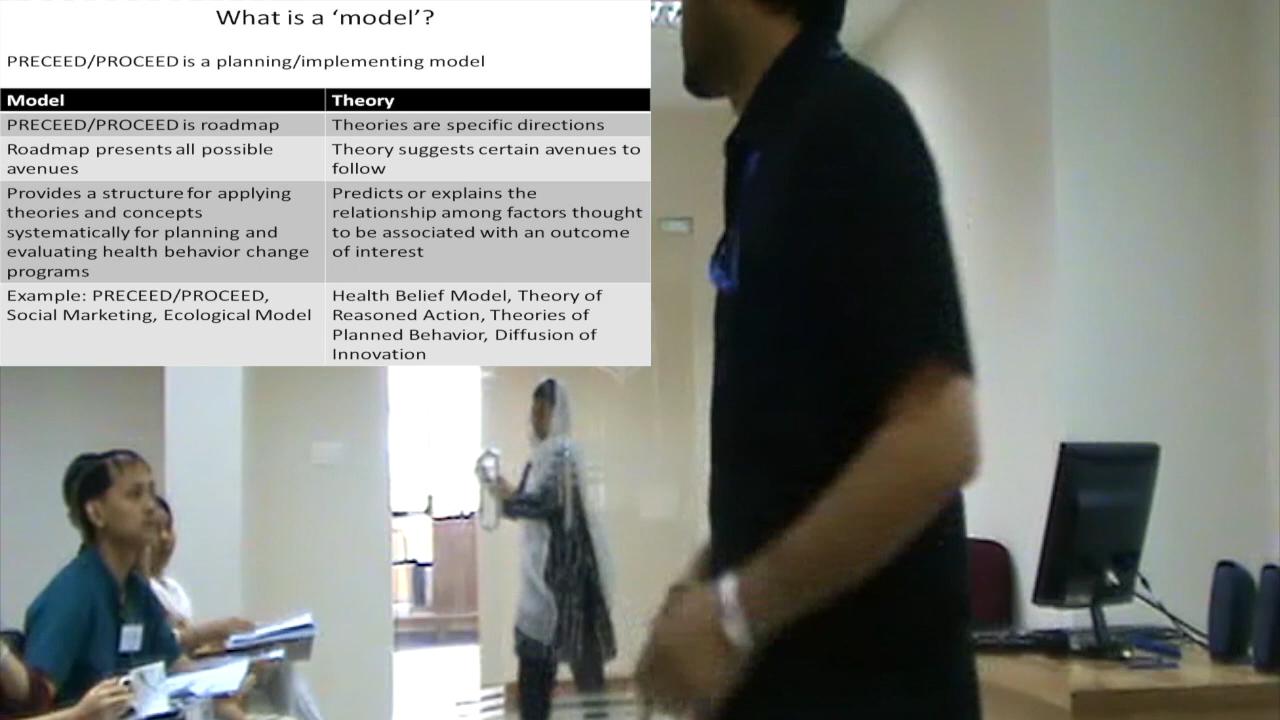 What is a ‘model’?
PRECEED/PROCEED is a planning/implementing model
Model
Theory
PRECEED/PROCEED is roadmap
Theories are specific directions
Roadmap presents all possible
avenues
Theory suggests certain avenues to
follow
Provides a structure for applying
theories and concepts
systematically for planning and
evaluating health behavior change
programs
Predicts or explains the
relationship among factors thought
to be associated with an outcome
of interest
Example: PRECEED/PROCEED,
Social Marketing, Ecological Model
Health Belief Model, Theory of
Reasoned Action, Theories of
Planned Behavior, Diffusion of
Innovation